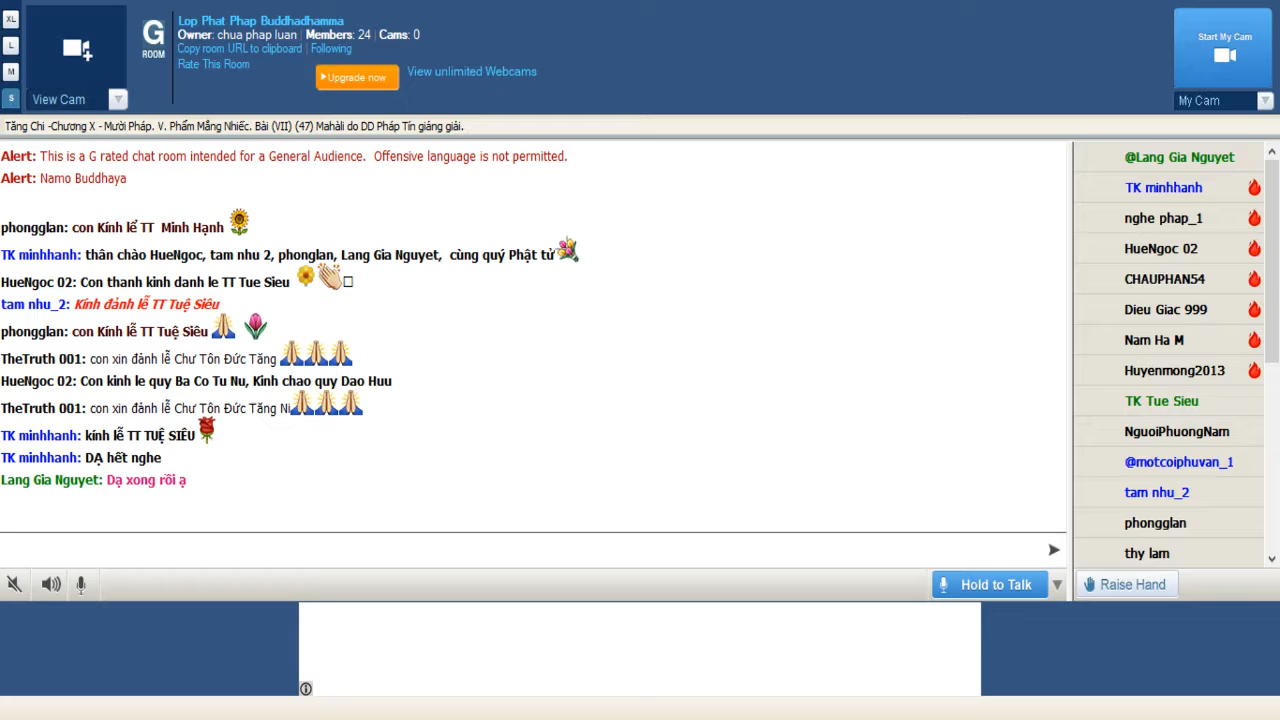 XL
L
M
S
View Cam
G
ROOM
Lop Phat Phap Buddhadhamma
Owner: chua phap luan | Members: 24 | Cams: 0
Copy room URL to clipboard | Following
Rate This Room
Upgrade now
View unlimited Webcams
Start My Cam
My Cam
Tăng Chi -Chương X - Mười Pháp. V. Phẩm Mắng Nhiếc. Bài (VII) (47) Mahàli do DD Pháp Tín giảng giải.
Alert: This is a G rated chat room intended for a General Audience.  Offensive language is not permitted.
Alert: Namo Buddhaya
phongglan: con Kính lể TT  Minh Hạnh
TK minhhanh: thân chào HueNgoc, tam nhu 2, phonglan, Lang Gia Nguyet,  cùng quý Phật tử
HueNgoc 02: Con thanh kinh danh le TT Tue Sieu
tam nhu_2: Kính đảnh lễ TT Tuệ Siêu
phongglan: con Kính lễ TT Tuệ Siêu
TheTruth 001: con xin đảnh lễ Chư Tôn Đức Tăng
HueNgoc 02: Con kinh le quy Ba Co Tu Nu, Kinh chao quy Dao Huu
TheTruth 001: con xin đảnh lễ Chư Tôn Đức Tăng Ni
TK minhhanh: kính lễ TT TUỆ SIÊU
TK minhhanh: DẠ hết nghe
Lang Gia Nguyet: Dạ xong rồi ạ
@Lang Gia Nguyet
TK minhhanh
nghe phap_1
HueNgoc 02
CHAUPHAN54
Dieu Giac 999
Nam Ha M
Huyenmong2013
TK Tue Sieu
NguoiPhuongNam
@motcoiphuvan_1
tam nhu_2
phongglan
thy lam
Hold to Talk
Raise Hand